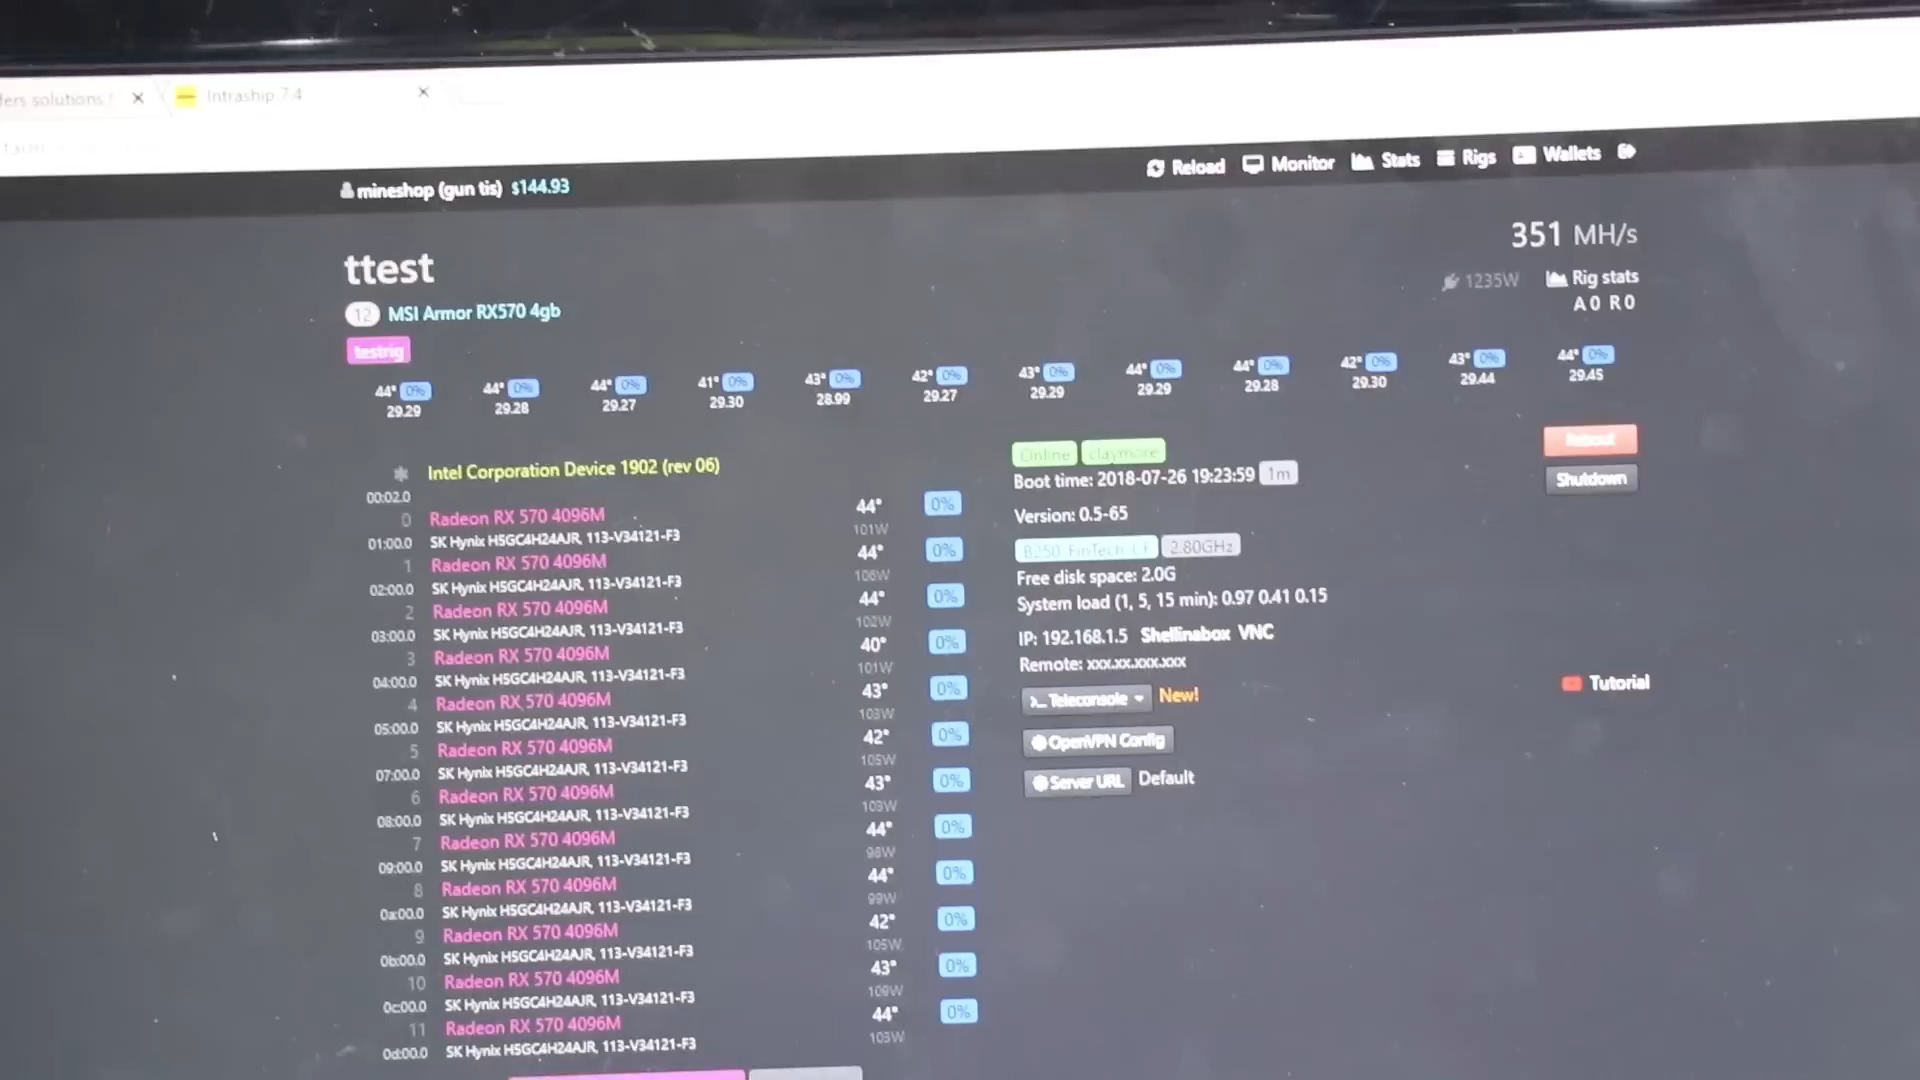 fers solutions
Intraship 7.4
mineshop (gun tis) $144.93
Reload Monitor Stats Rigs Wallets
ttest
351 MH/s
1235W Rig stats
A 0 R 0
12 MSI Armor RX570 4gb
testrig
44° 0% 44° 0% 44° 0% 41° 0% 43° 0% 42° 0% 43° 0% 44° 0% 44° 0% 42° 0% 43° 0% 44° 0%
29.29 29.28 29.27 29.30 28.99 29.27 29.29 29.29 29.28 29.30 29.44 29.45
Intel Corporation Device 1902 (rev 06)
00:02.0
0 Radeon RX 570 4096M 44° 0%
01:00.0 SK Hynix H5GC4H24AJR, 113-V34121-F3 101W
1 Radeon RX 570 4096M 44° 0%
02:00.0 SK Hynix H5GC4H24AJR, 113-V34121-F3 106W
2 Radeon RX 570 4096M 44° 0%
03:00.0 SK Hynix H5GC4H24AJR, 113-V34121-F3 102W
3 Radeon RX 570 4096M 40° 0%
04:00.0 SK Hynix H5GC4H24AJR, 113-V34121-F3 101W
4 Radeon RX 570 4096M 43° 0%
05:00.0 SK Hynix H5GC4H24AJR, 113-V34121-F3 103W
5 Radeon RX 570 4096M 42° 0%
07:00.0 SK Hynix H5GC4H24AJR, 113-V34121-F3 105W
6 Radeon RX 570 4096M 43° 0%
08:00.0 SK Hynix H5GC4H24AJR, 113-V34121-F3 103W
7 Radeon RX 570 4096M 44° 0%
09:00.0 SK Hynix H5GC4H24AJR, 113-V34121-F3 98W
8 Radeon RX 570 4096M 44° 0%
0a:00.0 SK Hynix H5GC4H24AJR, 113-V34121-F3 99W
9 Radeon RX 570 4096M 42° 0%
0b:00.0 SK Hynix H5GC4H24AJR, 113-V34121-F3 105W
10 Radeon RX 570 4096M 43° 0%
0c:00.0 SK Hynix H5GC4H24AJR, 113-V34121-F3 109W
11 Radeon RX 570 4096M 44° 0%
0d:00.0 SK Hynix H5GC4H24AJR, 113-V34121-F3 103W
Online claymore
Boot time: 2018-07-26 19:23:59 1m
Version: 0.5-65
B250 FinTech 2.80GHz
Free disk space: 2.0G
System load (1, 5, 15 min): 0.97 0.41 0.15
IP: 192.168.1.5 Shellinabox VNC
Remote: xxx.xx.xxx.xxx
>_ Teleconsole New!
OpenVPN Config
Server URL Default
Reboot
Shutdown
Tutorial